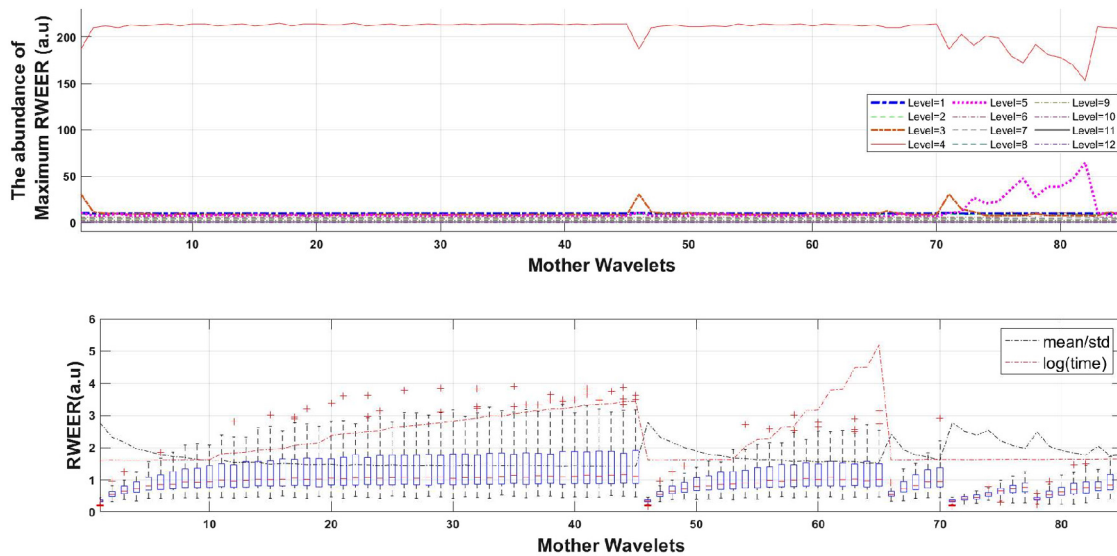 The abundance of
Maximum RWEER (a.u)
200
150
100
50
0
Level=1 Level=5 Level=9
Level=2 Level=6 Level=10
Level=3 Level=7 Level=11
Level=4 Level=8 Level=12
10 20 30 40 50 60 70 80
Mother Wavelets
RWEER(a.u)
6
5
4
3
2
1
0
mean/std
log(time)
10 20 30 40 50 60 70 80
Mother Wavelets